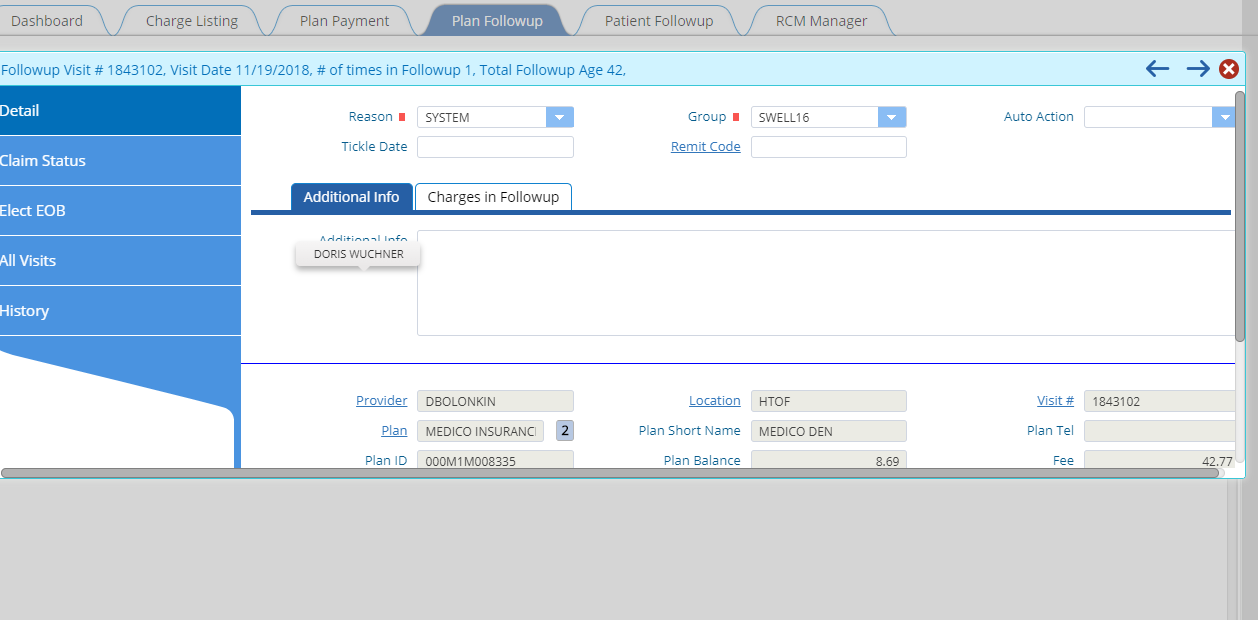 Dashboard Charge Listing Plan Payment Plan Followup Patient Followup RCM Manager
Followup Visit # 1843102, Visit Date 11/19/2018, # of times in Followup 1, Total Followup Age 42,
Detail
Claim Status
Elect EOB
All Visits
History
Reason SYSTEM Group SWELL16 Auto Action
Tickle Date Remit Code
Additional Info Charges in Followup
Additional Info
DORIS WUCHNER
Provider DBOLONKIN Location HTOF Visit # 1843102
Plan MEDICO INSURANC 2 Plan Short Name MEDICO DEN Plan Tel
Plan ID 000M1M008335 Plan Balance 8.69 Fee 42.77